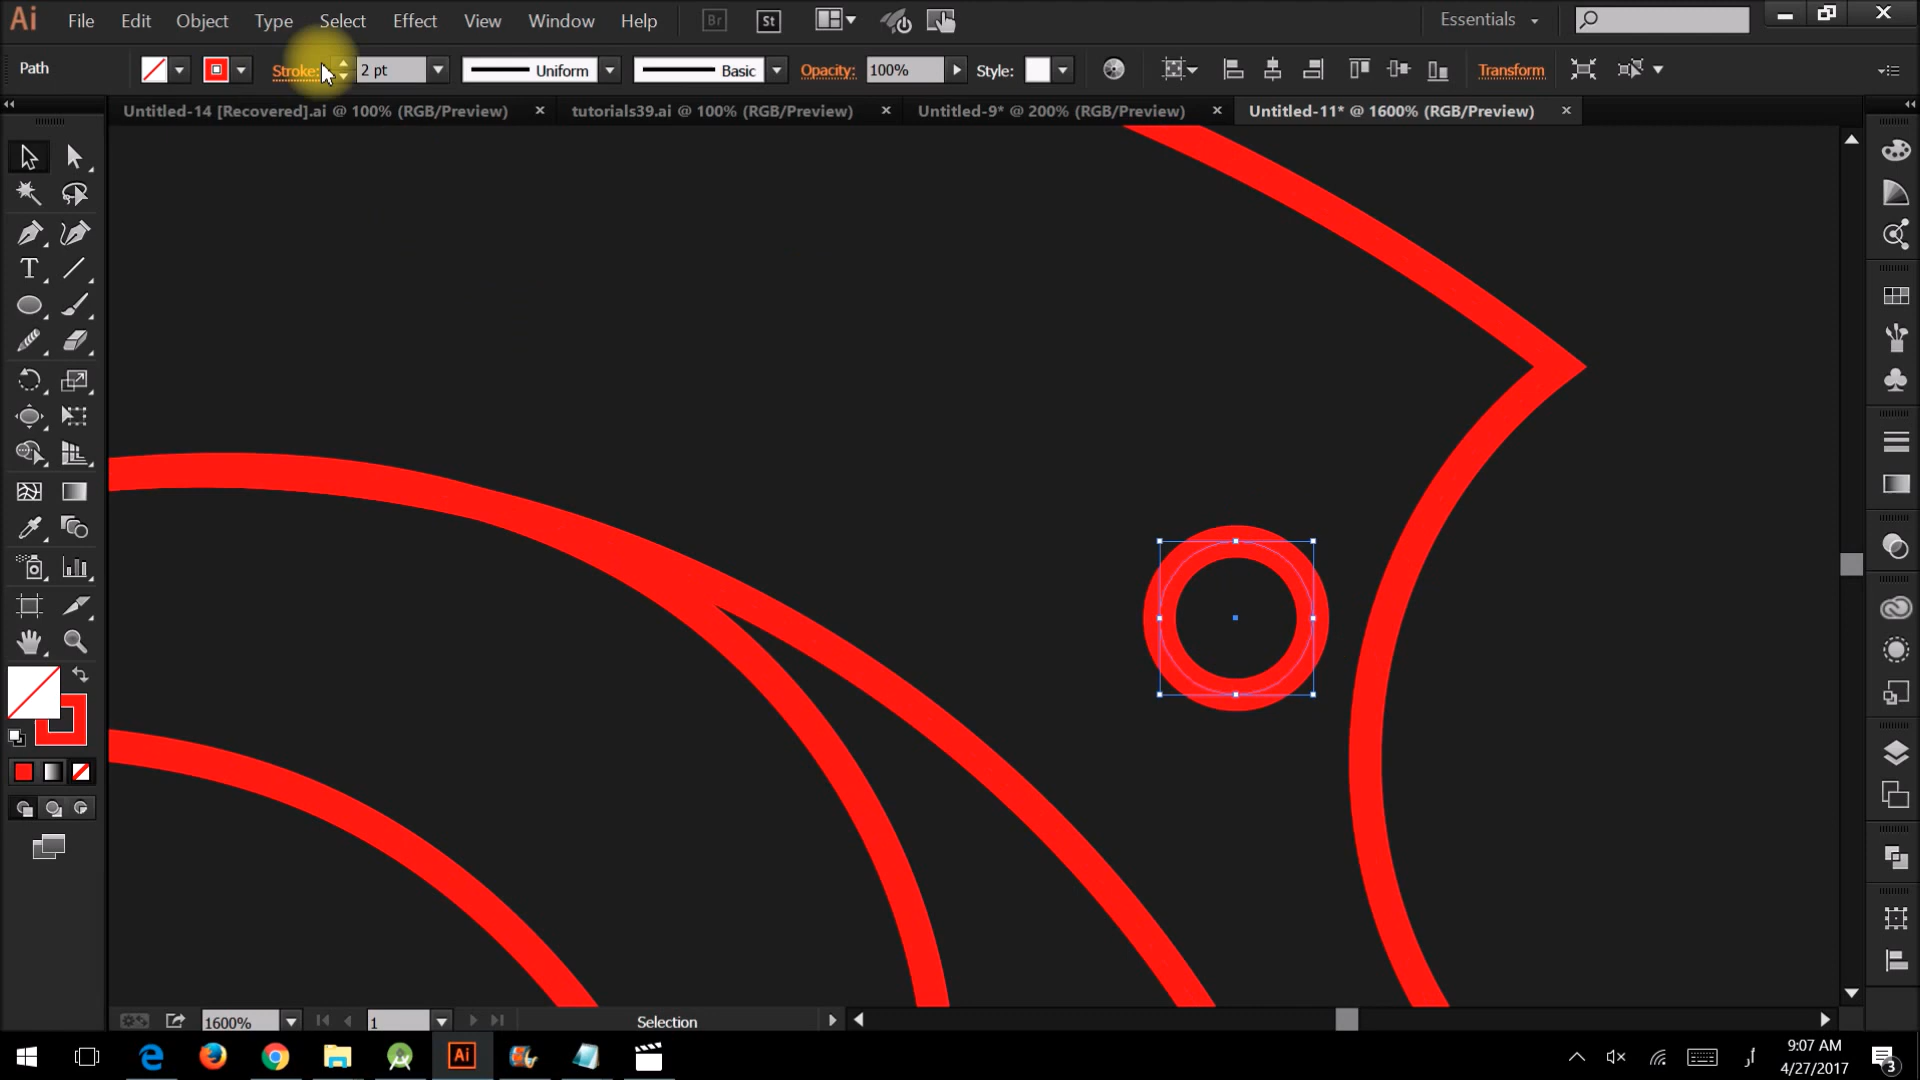 Ai File Edit Object Type Select Effect View Window Help Br St Essentials
Path Stroke: 2 pt Uniform Basic Opacity: 100% Style: Transform
Untitled-14 [Recovered].ai @ 100% (RGB/Preview) × tutorials39.ai @ 100% (RGB/Preview) × Untitled-9* @ 200% (RGB/Preview) × Untitled-11* @ 1600% (RGB/Preview) ×
T
1600% 1 Selection
Ai 9:07 AM
4/27/2017 3